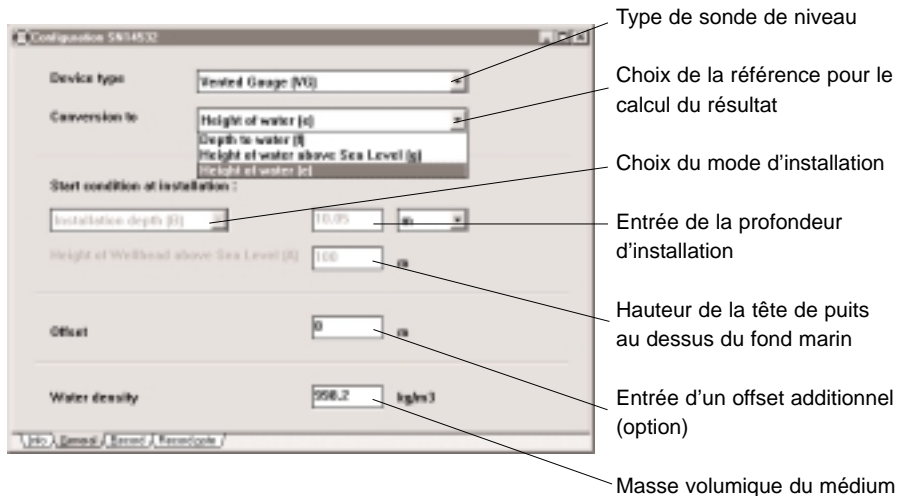 Configuration SN14532
Device type
Vented Gauge (VG)
Conversion to
Height of water (e)
Depth to water (f)
Height of water above Sea Level (g)
Height of water (e)
Start condition at installation :
Installation depth (B)
10.05
m
Height of Wellhead above Sea Level (A)
100
m
Offset
0
m
Water density
998.2
kg/m3
Info
General
Record
Type de sonde de niveau
Choix de la référence pour le
calcul du résultat
Choix du mode d'installation
Entrée de la profondeur
d'installation
Hauteur de la tête de puits
au dessus du fond marin
Entrée d'un offset additionnel
(option)
Masse volumique du médium